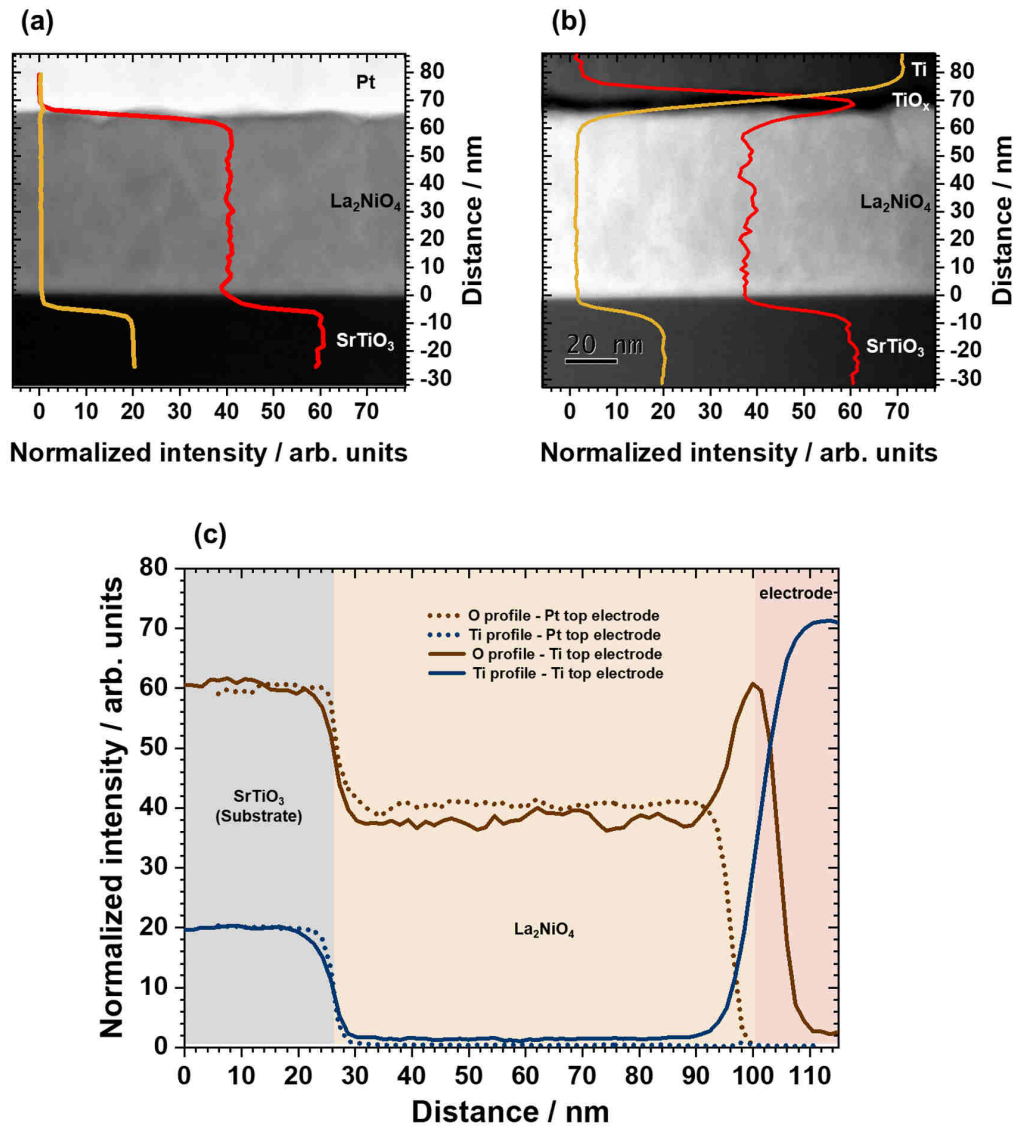 (a)
Pt
La₂NiO₄
SrTiO₃
80
70
60
50
40
30
20
10
0
-10
-20
-30
Distance / nm
0 10 20 30 40 50 60 70
Normalized intensity / arb. units
(b)
Ti
TiOₓ
La₂NiO₄
SrTiO₃
20 nm
80
70
60
50
40
30
20
10
0
-10
-20
-30
Distance / nm
0 10 20 30 40 50 60 70
Normalized intensity / arb. units
(c)
Normalized intensity / arb. units
80
70
60
50
40
30
20
10
0
electrode
O profile - Pt top electrode
Ti profile - Pt top electrode
O profile - Ti top electrode
Ti profile - Ti top electrode
SrTiO₃
(Substrate)
La₂NiO₄
0 10 20 30 40 50 60 70 80 90 100 110
Distance / nm